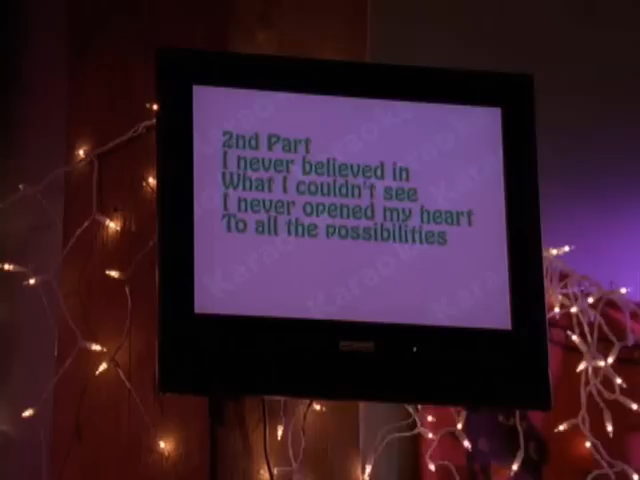 2nd Part
I never believed in
What I couldn't see
I never opened my heart
To all the possibilities